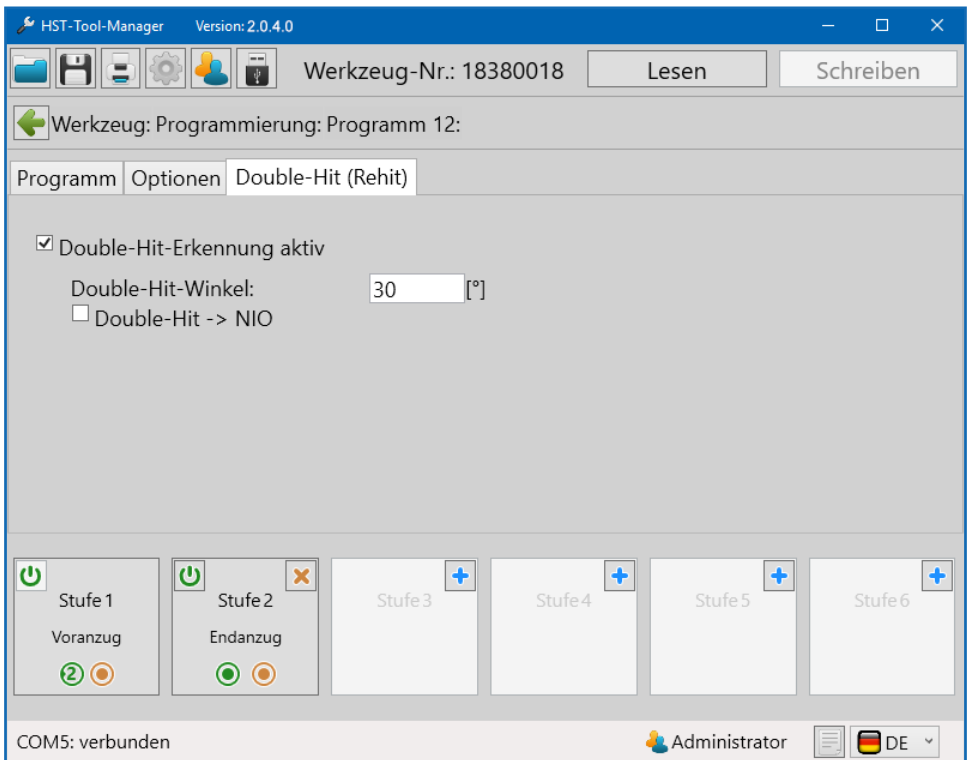 HST-Tool-Manager Version: 2.0.4.0
Werkzeug-Nr.: 18380018 Lesen Schreiben
Werkzeug: Programmierung: Programm 12:
Programm Optionen Double-Hit (Rehit)
Double-Hit-Erkennung aktiv
Double-Hit-Winkel: 30 [°]
Double-Hit -> NIO
Stufe 1 Stufe 2 Stufe 3 Stufe 4 Stufe 5 Stufe 6
Voranzug Endanzug
2
COM5: verbunden Administrator DE